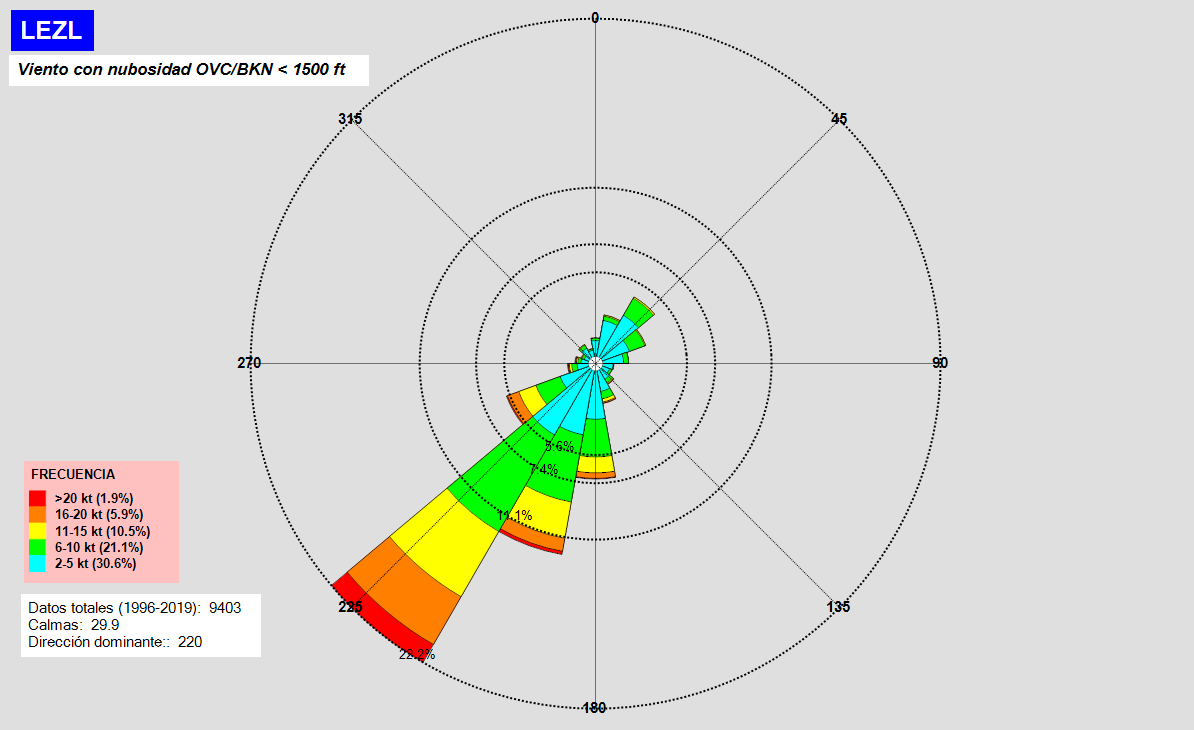 LEZL
Viento con nubosidad OVC/BKN < 1500 ft
0
315
45
270
90
5.6%
7.4%
11.1%
225
135
22.2%
180
FRECUENCIA
>20 kt (1.9%)
16-20 kt (5.9%)
11-15 kt (10.5%)
6-10 kt (21.1%)
2-5 kt (30.6%)
Datos totales (1996-2019): 9403
Calmas: 29.9
Dirección dominante:: 220